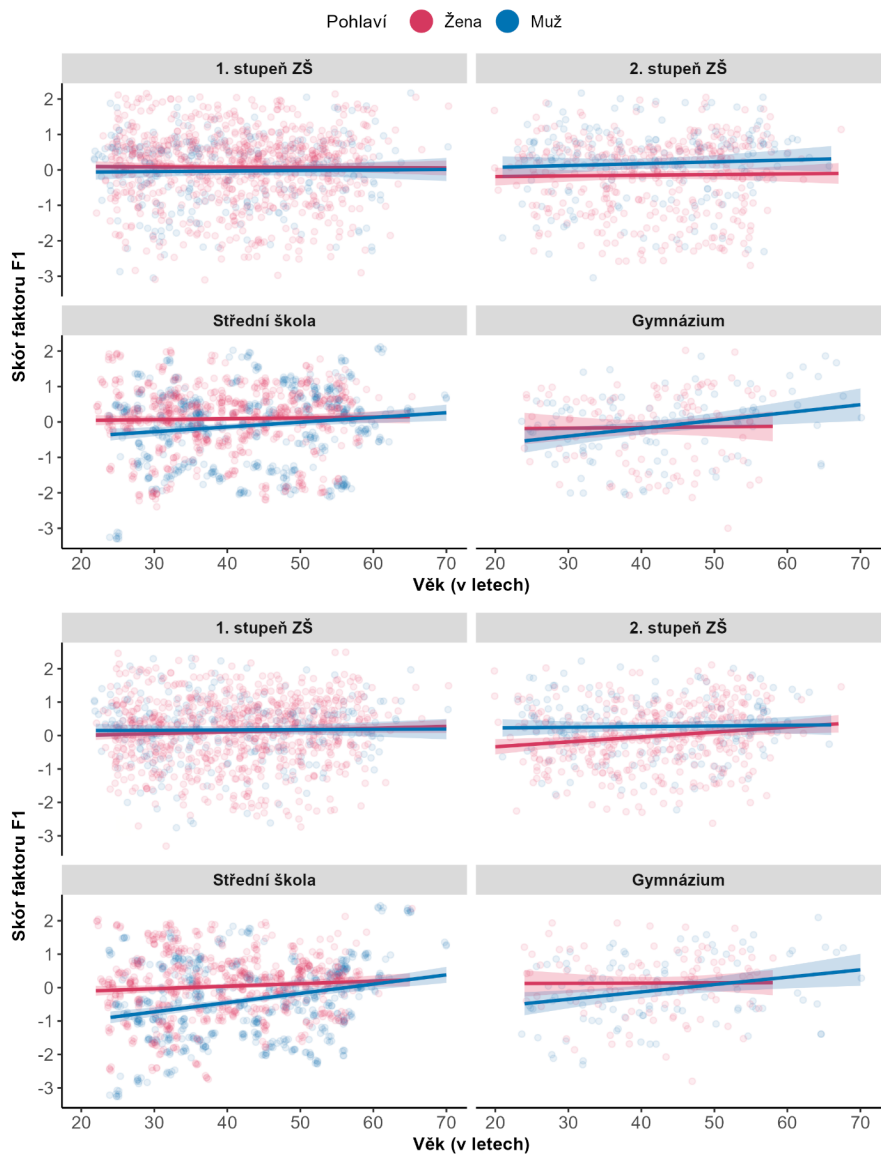 Pohlaví Žena Muž
1. stupeň ZŠ 2. stupeň ZŠ
2
1
0
-1
-2
-3
Skór faktoru F1
Střední škola Gymnázium
2
1
0
-1
-2
-3
20 30 40 50 60 70 20 30 40 50 60 70
Věk (v letech)
1. stupeň ZŠ 2. stupeň ZŠ
2
1
0
-1
-2
-3
Skór faktoru F1
Střední škola Gymnázium
2
1
0
-1
-2
-3
20 30 40 50 60 70 20 30 40 50 60 70
Věk (v letech)